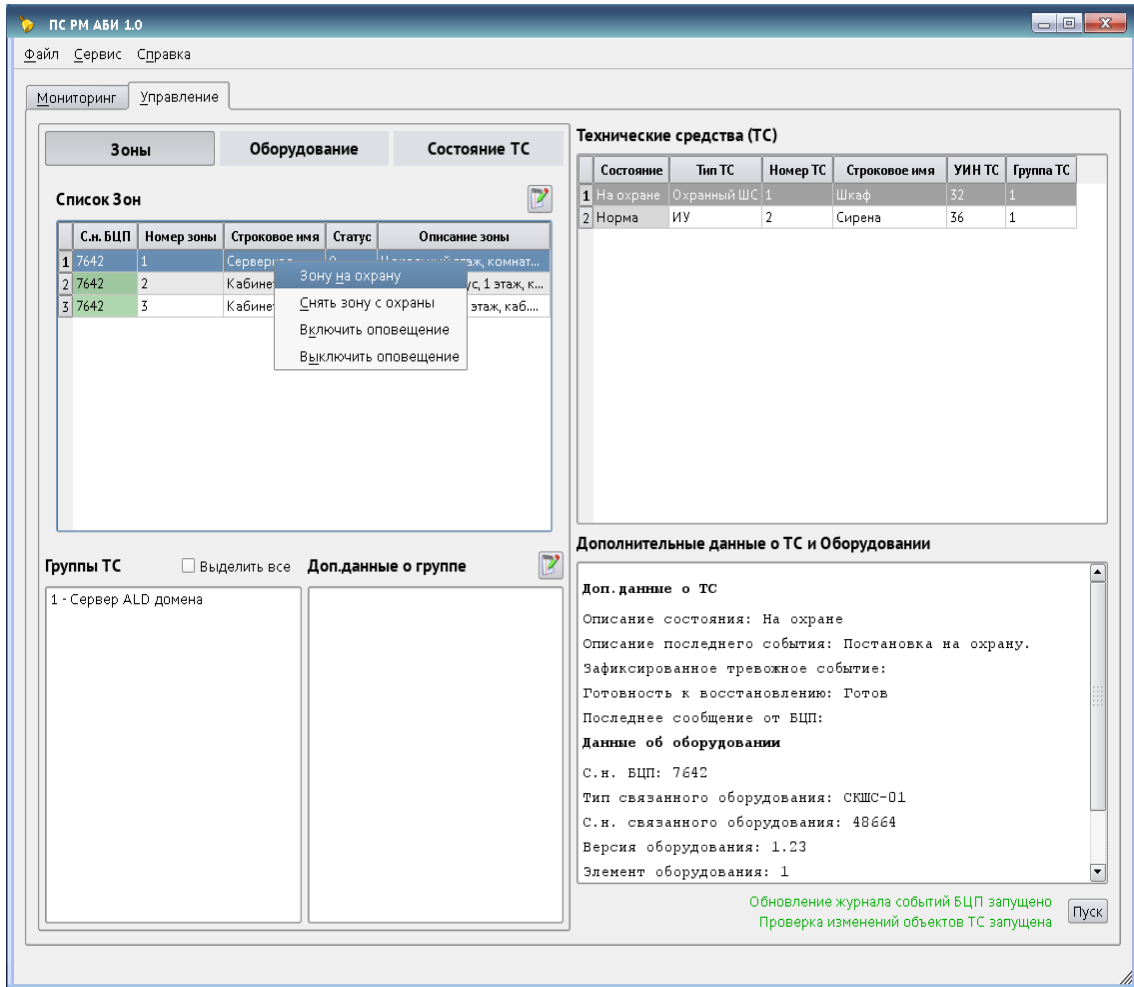 ПС РМ АБИ 1.0
Файл Сервис Справка
Мониторинг Управление
Зоны Оборудование Состояние ТС
Список Зон
С.н. БЦП Номер зоны Строковое имя Статус Описание зоны
1 7642 1
2 7642 2 1 этаж, к...
3 7642 3 этаж, каб....
Зону на охрану
Снять зону с охраны
Включить оповещение
Выключить оповещение
Группы ТС Выделить все Доп.данные о группе
1 - Сервер ALD домена
Технические средства (ТС)
Состояние Тип ТС Номер ТС Строковое имя УИН ТС Группа ТС
1 На охране Охранный ШС 1 Шкаф 32 1
2 Норма ИУ 2 Сирена 36 1
Дополнительные данные о ТС и Оборудовании
Доп.данные о ТС
Описание состояния: На охране
Описание последнего события: Постановка на охрану.
Зафиксированное тревожное событие:
Готовность к восстановлению: Готов
Последнее сообщение от БЦП:
Данные об оборудовании
С.н. БЦП: 7642
Тип связанного оборудования: СКШС-01
С.н. связанного оборудования: 48664
Версия оборудования: 1.23
Элемент оборудования: 1
Обновление журнала событий БЦП запущено
Проверка изменений объектов ТС запущена
Пуск